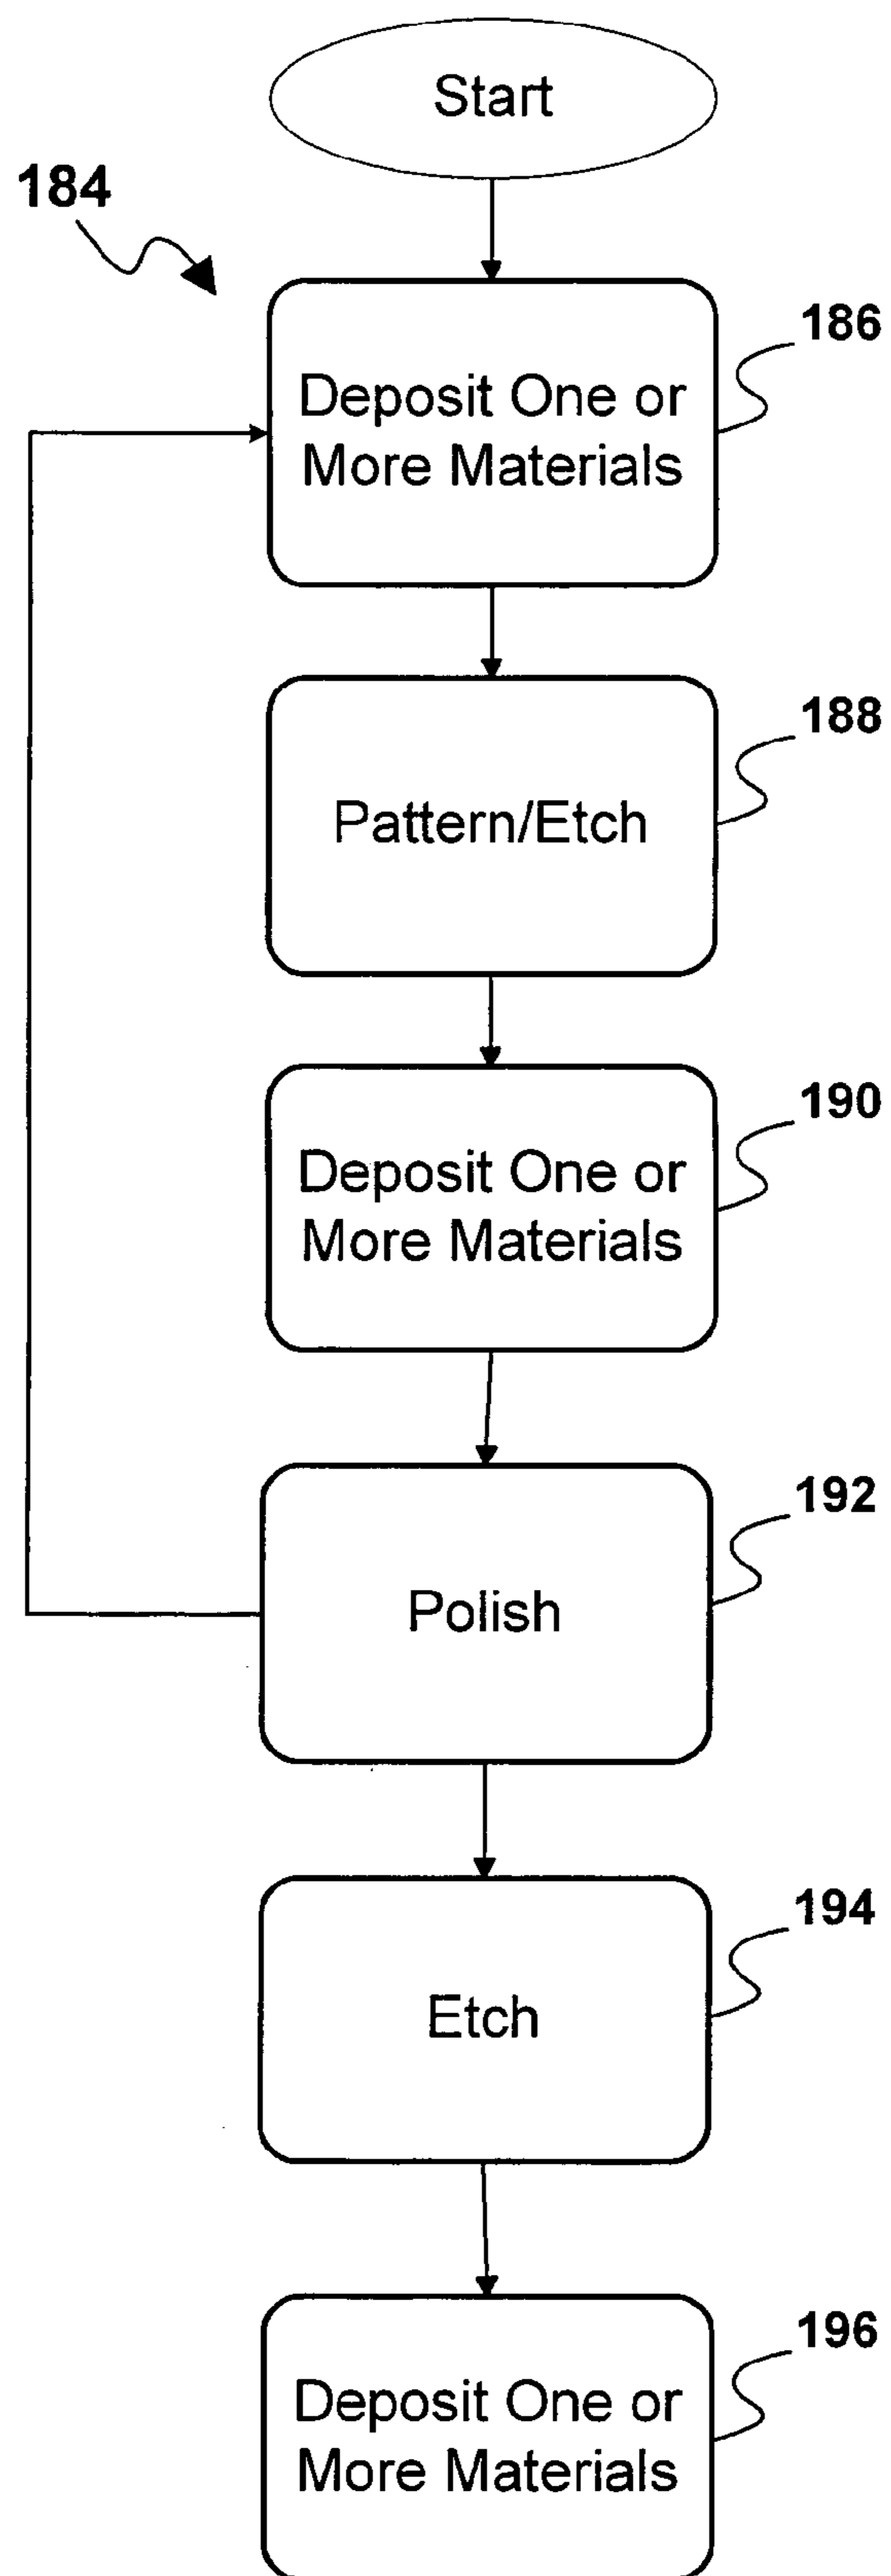 Start
184
186
Deposit One or
More Materials
188
Pattern/Etch
190
Deposit One or
More Materials
192
Polish
194
Etch
196
Deposit One or
More Materials